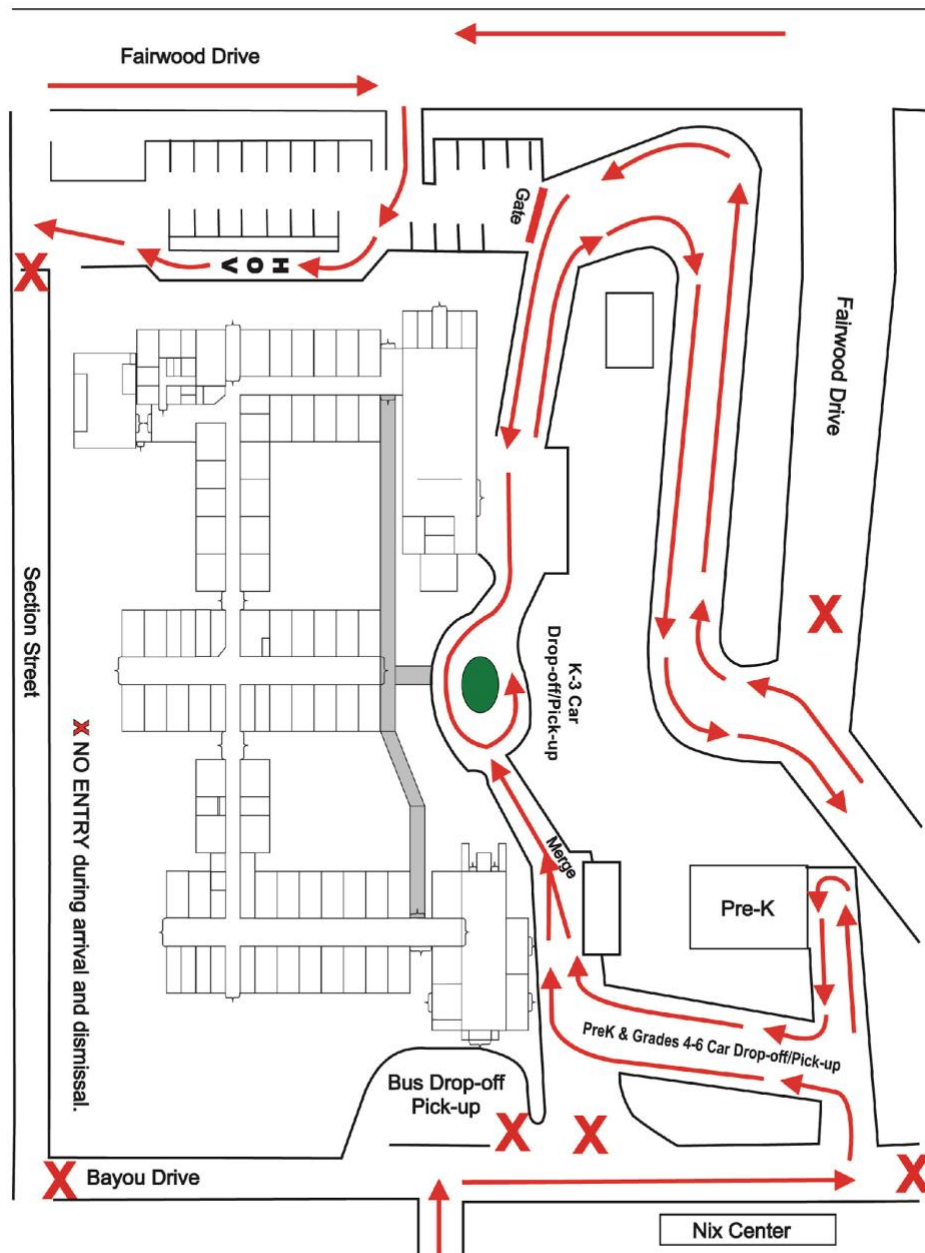 Fairwood Drive
Gate
H O V
Fairwood Drive
Section Street
K-3 Car
Drop-off/Pick-up
X NO ENTRY during arrival and dismissal.
Merge
Pre-K
PreK & Grades 4-6 Car Drop-off/Pick-up
Bus Drop-off
Pick-up
X
X
X
X
X
X
Bayou Drive
Nix Center